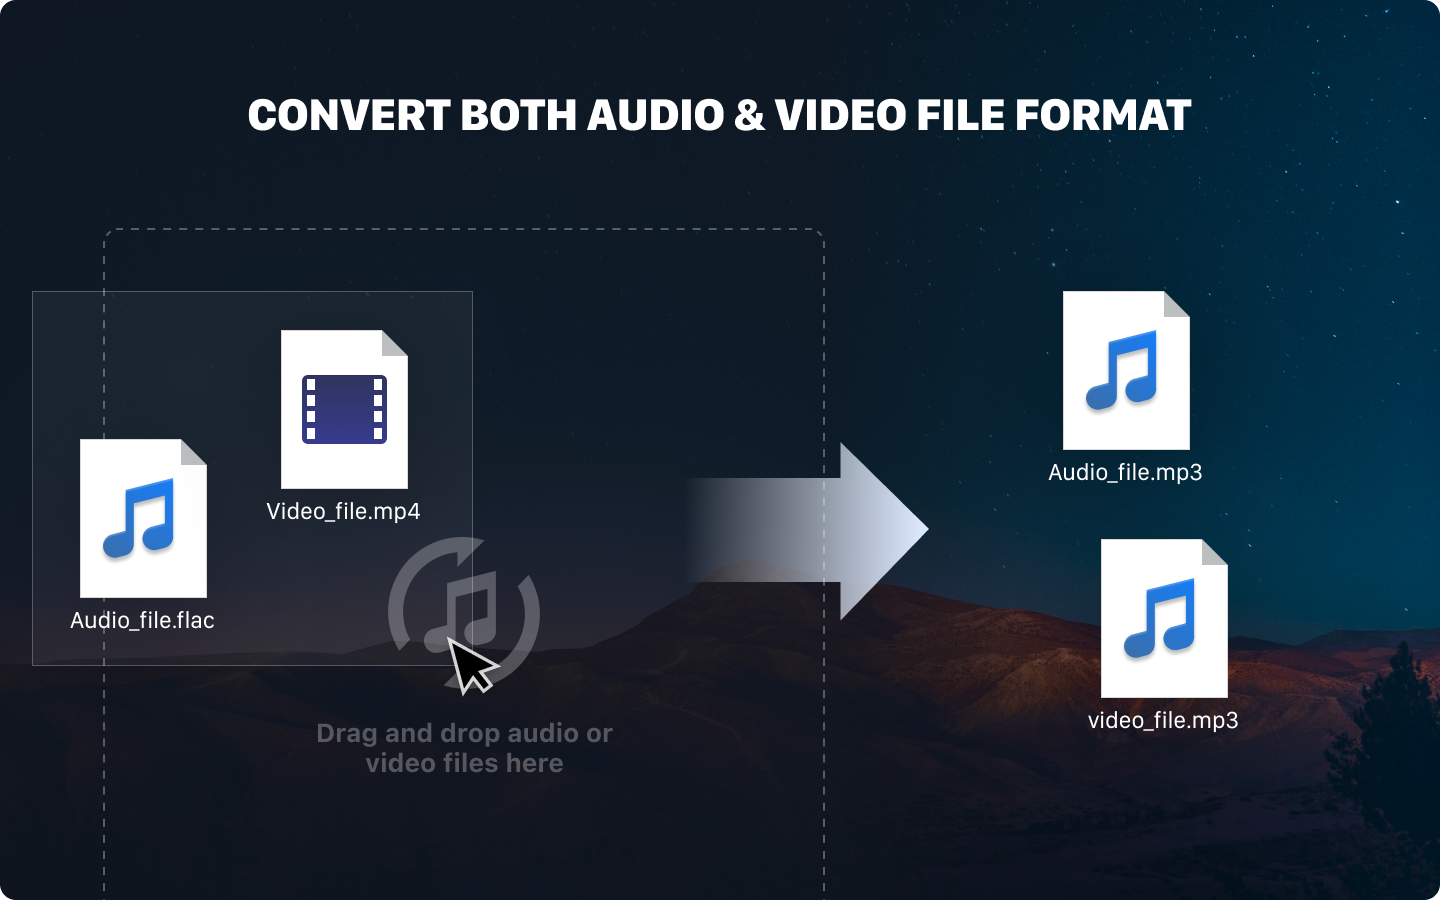 CONVERT BOTH AUDIO & VIDEO FILE FORMAT
Video_file.mp4
Audio_file.flac
Drag and drop audio or
video files here
Audio_file.mp3
video_file.mp3